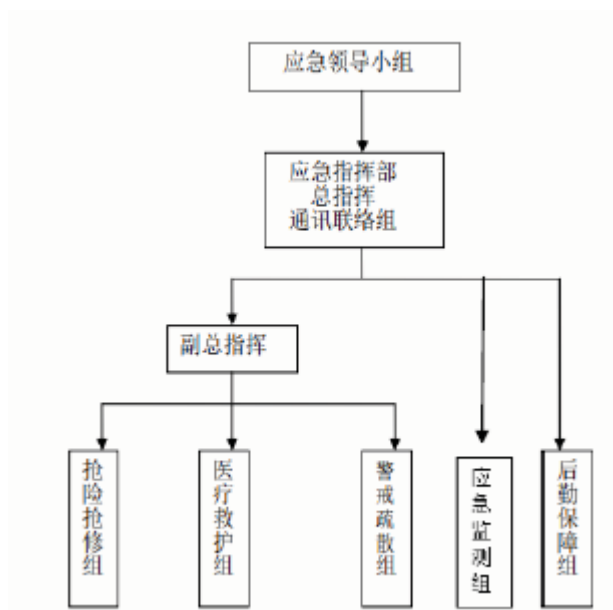 应急领导小组
应急指挥部
总指挥
通讯联络组
副总指挥
抢险抢修组
医疗救护组
警戒疏散组
应急监测组
后勤保障组